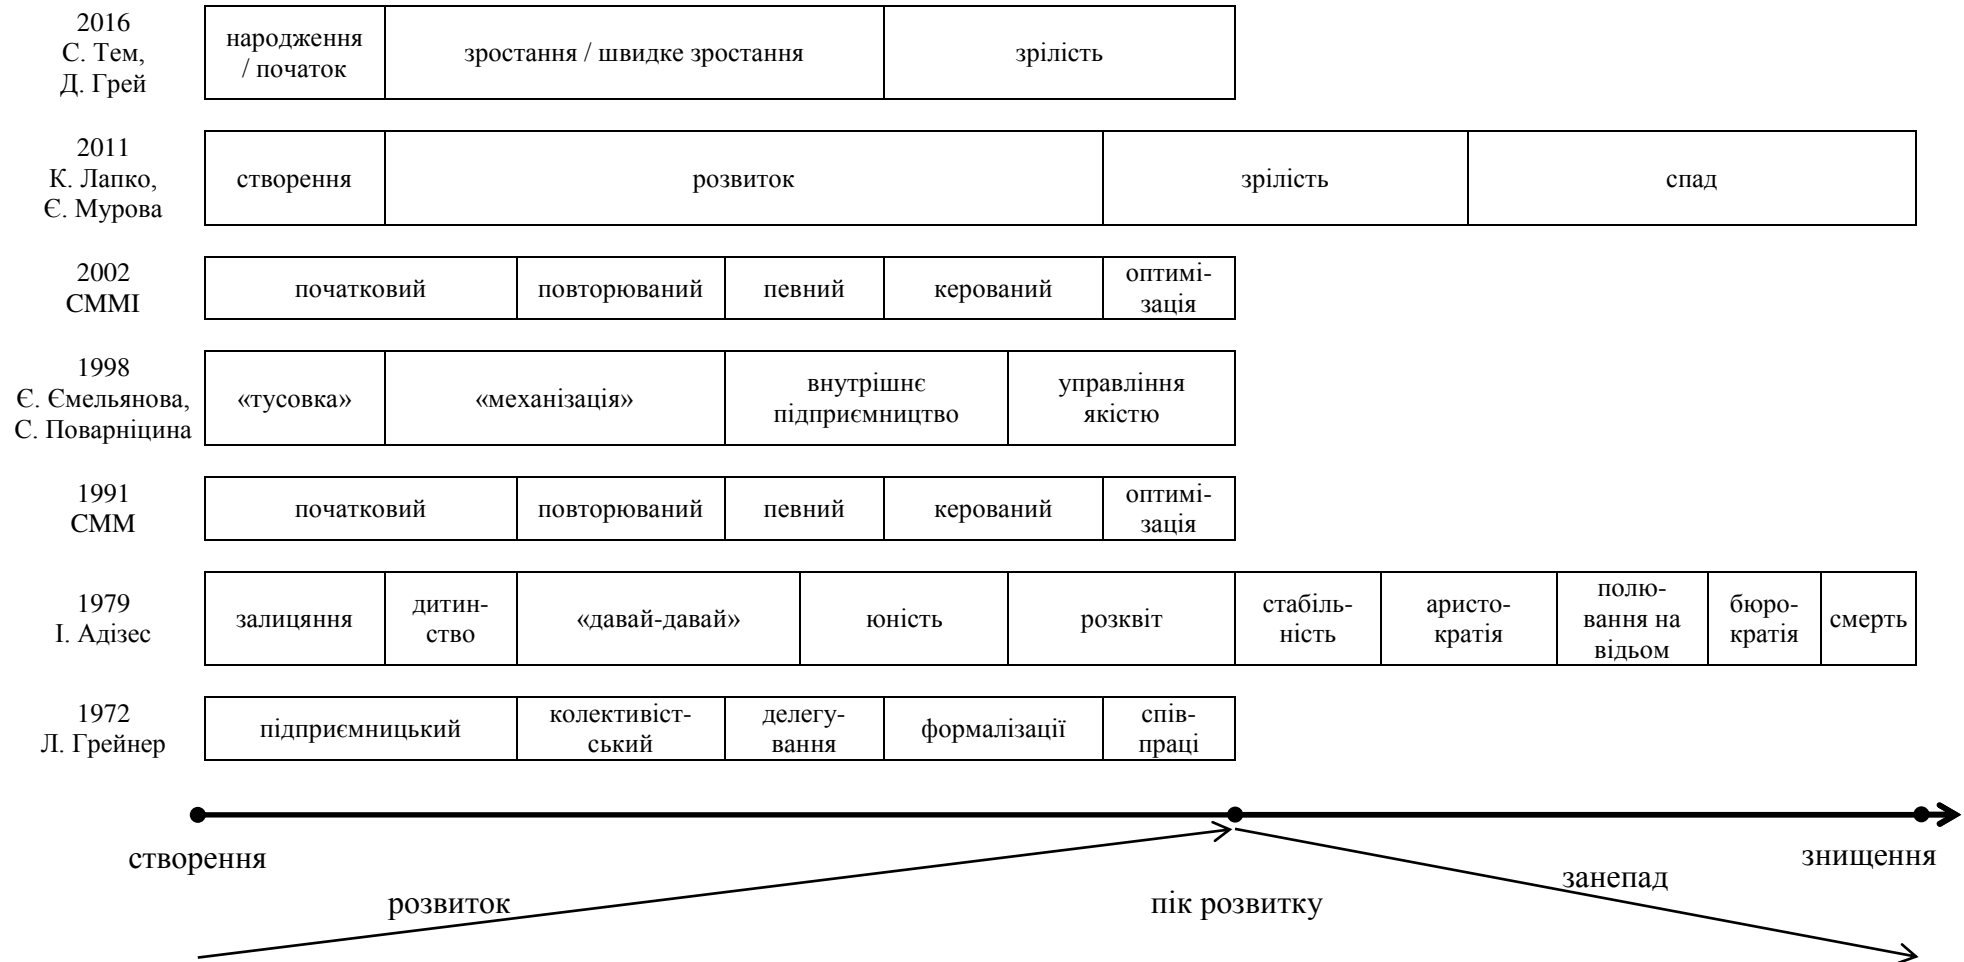 2016
С. Тем,
Д. Грей
народження
/ початок
зростання / швидке зростання
зрілість
2011
К. Лапко,
Є. Мурова
створення
розвиток
зрілість
спад
2002
CMMI
початковий
повторюваний
певний
керований
оптимі-
зація
1998
Є. Ємельянова,
С. Поварніцина
«тусовка»
«механізація»
внутрішнє
підприємництво
управління
якістю
1991
CMM
початковий
повторюваний
певний
керований
оптимі-
зація
1979
І. Адізес
залицяння
дитин-
ство
«давай-давай»
юність
розквіт
стабіль-
ність
аристо-
кратія
полю-
вання на
відьом
бюро-
кратія
смерть
1972
Л. Грейнер
підприємницький
колективіст-
ський
делегу-
вання
формалізації
спів-
праці
створення
знищення
розвиток
пік розвитку
занепад